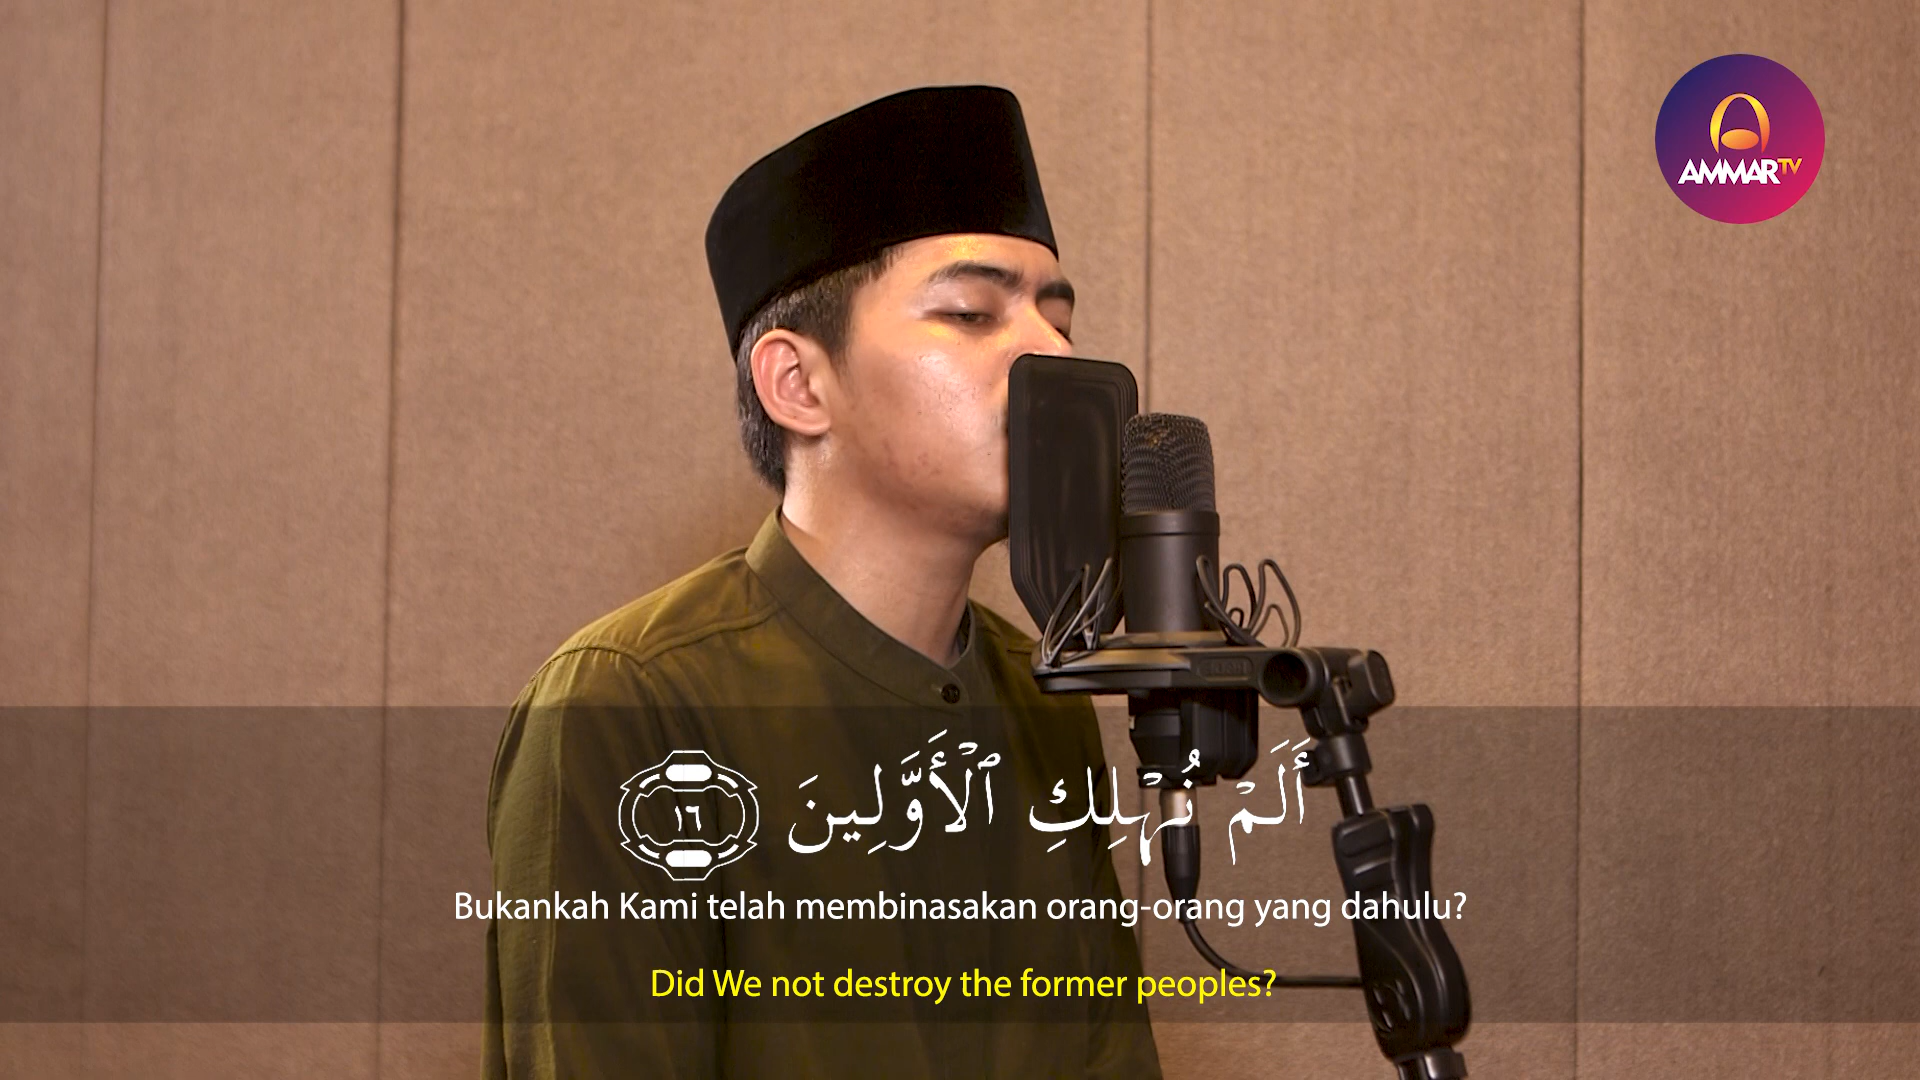 AMMAR TV
أَلَمْ نُهْلِكِ ٱلْأَوَّلِينَ ١٦
Bukankah Kami telah membinasakan orang-orang yang dahulu?
Did We not destroy the former peoples?